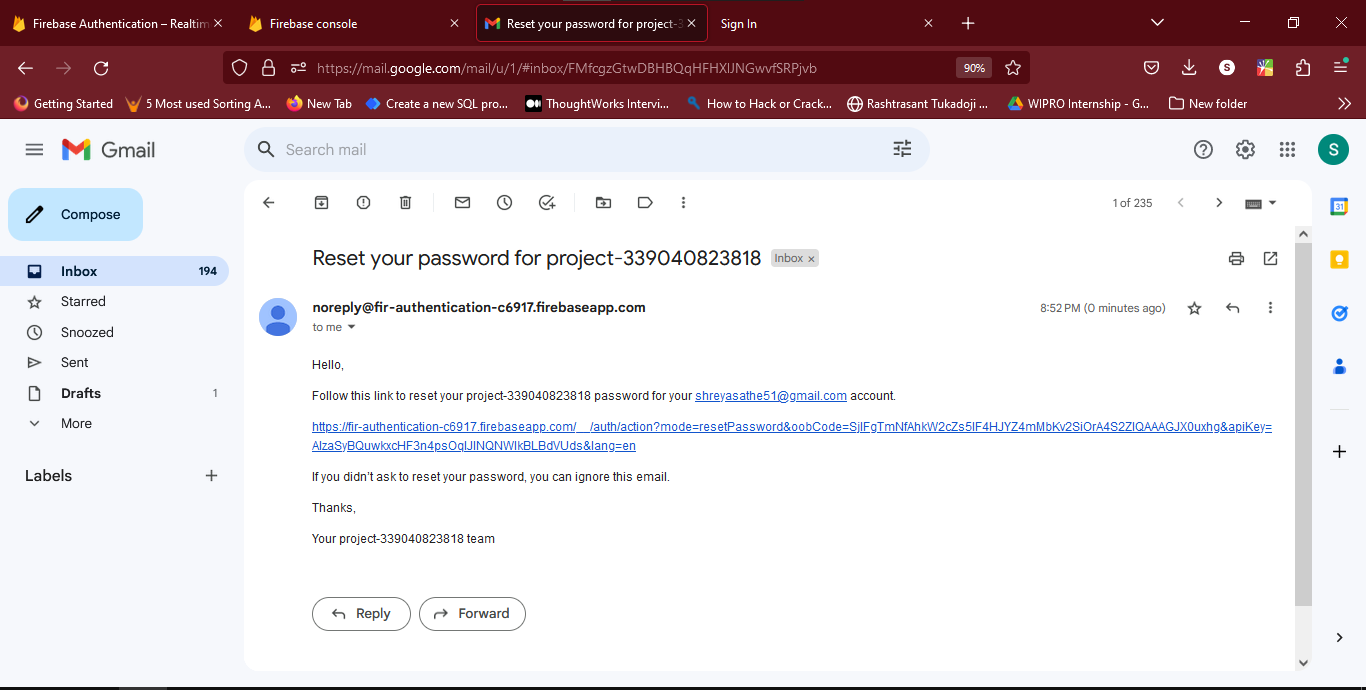 Firebase Authentication – Realtim
Firebase console
Reset your password for project-3
Sign In
https://mail.google.com/mail/u/1/#inbox/FMfcgzGtwDBHBQqHFHXlJNGwvfSRPjvb
90%
S
Getting Started
5 Most used Sorting A...
New Tab
Create a new SQL pro...
ThoughtWorks Intervi...
How to Hack or Crack...
Rashtrasant Tukadoji ...
WIPRO Internship - G...
New folder
Gmail
Search mail
S
Compose
1 of 235
31
Inbox 194
Starred
Snoozed
Sent
Drafts 1
More
Labels
Reset your password for project-339040823818 Inbox ×
noreply@fir-authentication-c6917.firebaseapp.com
8:52 PM (0 minutes ago)
to me
Hello,
Follow this link to reset your project-339040823818 password for your shreyasathe51@gmail.com account.
https://fir-authentication-c6917.firebaseapp.com/__/auth/action?mode=resetPassword&oobCode=SjlFgTmNfAhkW2cZs5IF4HJYZ4mMbKv2SiOrA4S2ZIQAAAGJX0uxhg&apiKey=
AIzaSyBQuwkxcHF3n4psOqIJINQNWIkBLBdVUds&lang=en
If you didn't ask to reset your password, you can ignore this email.
Thanks,
Your project-339040823818 team
Reply
Forward